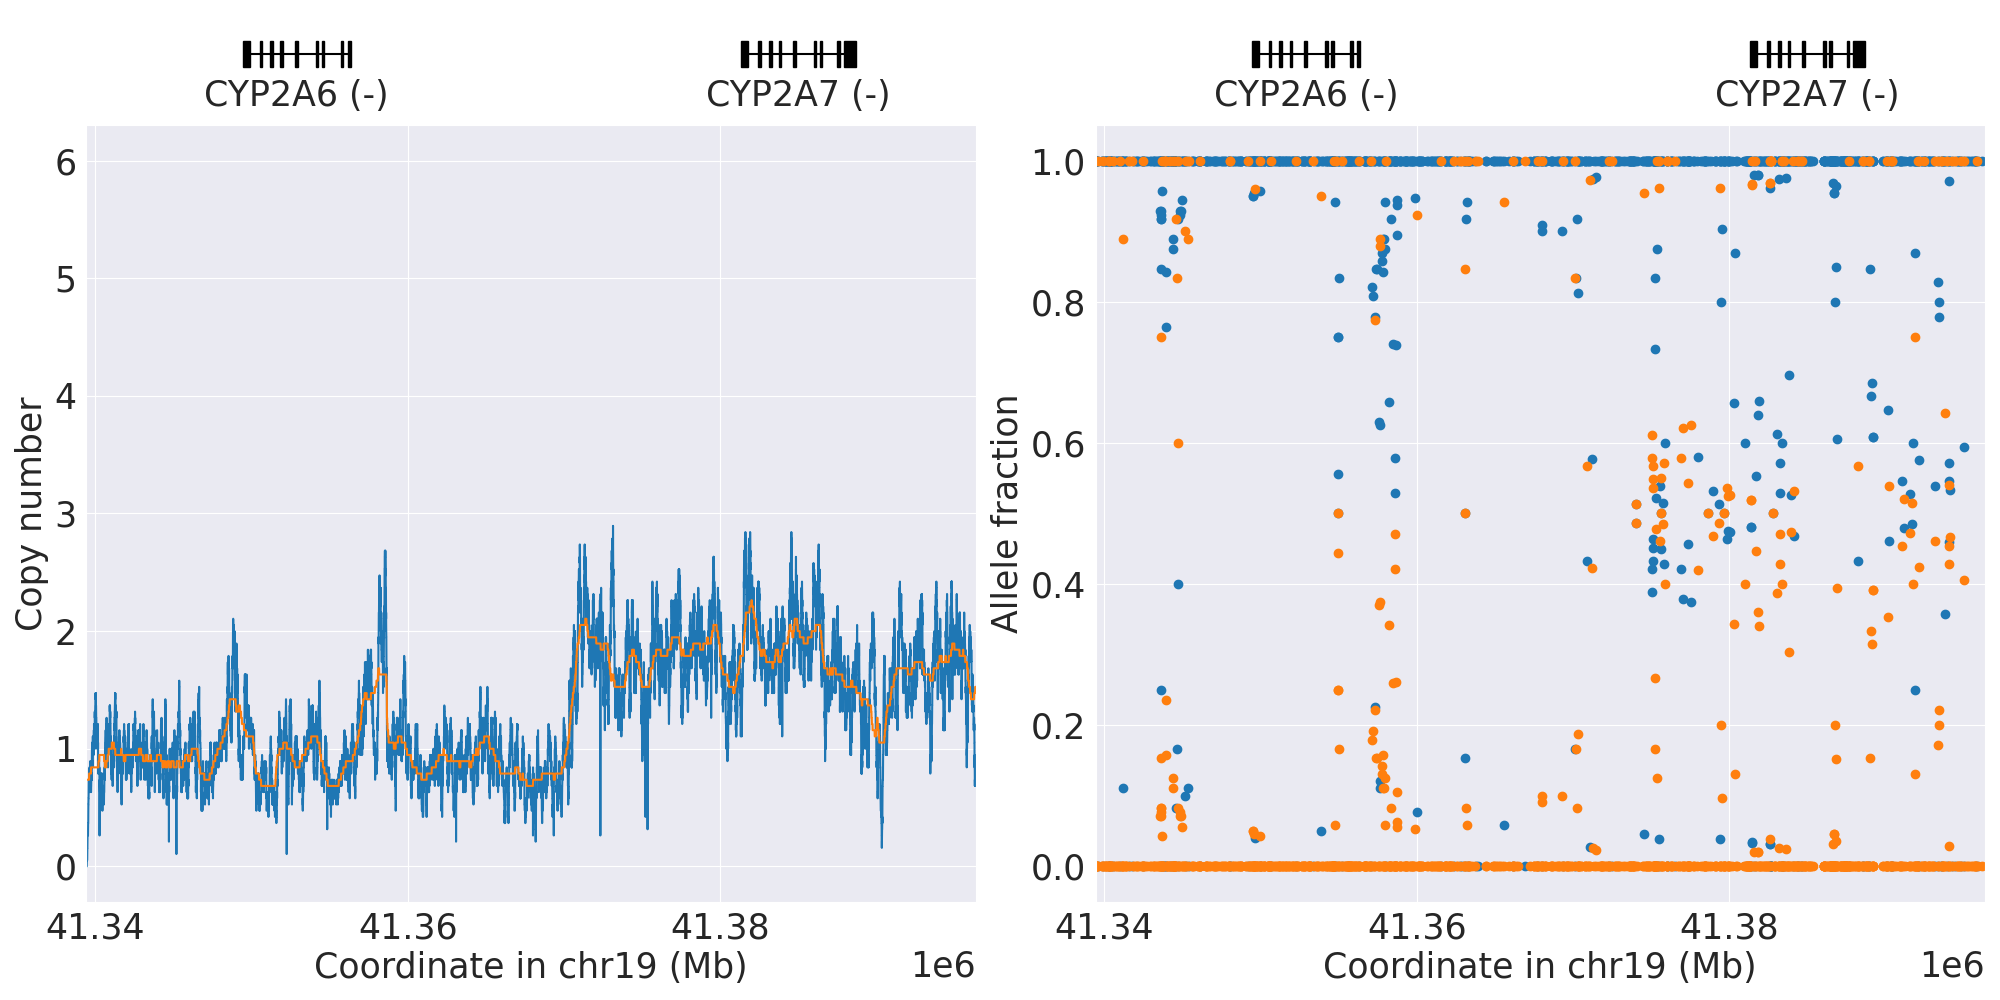 CYP2A6 (-)
CYP2A7 (-)
6
5
4
3
2
1
0
Copy number
41.34
41.36
41.38
Coordinate in chr19 (Mb)
1e6
CYP2A6 (-)
CYP2A7 (-)
1.0
0.8
0.6
0.4
0.2
0.0
Allele fraction
41.34
41.36
41.38
Coordinate in chr19 (Mb)
1e6